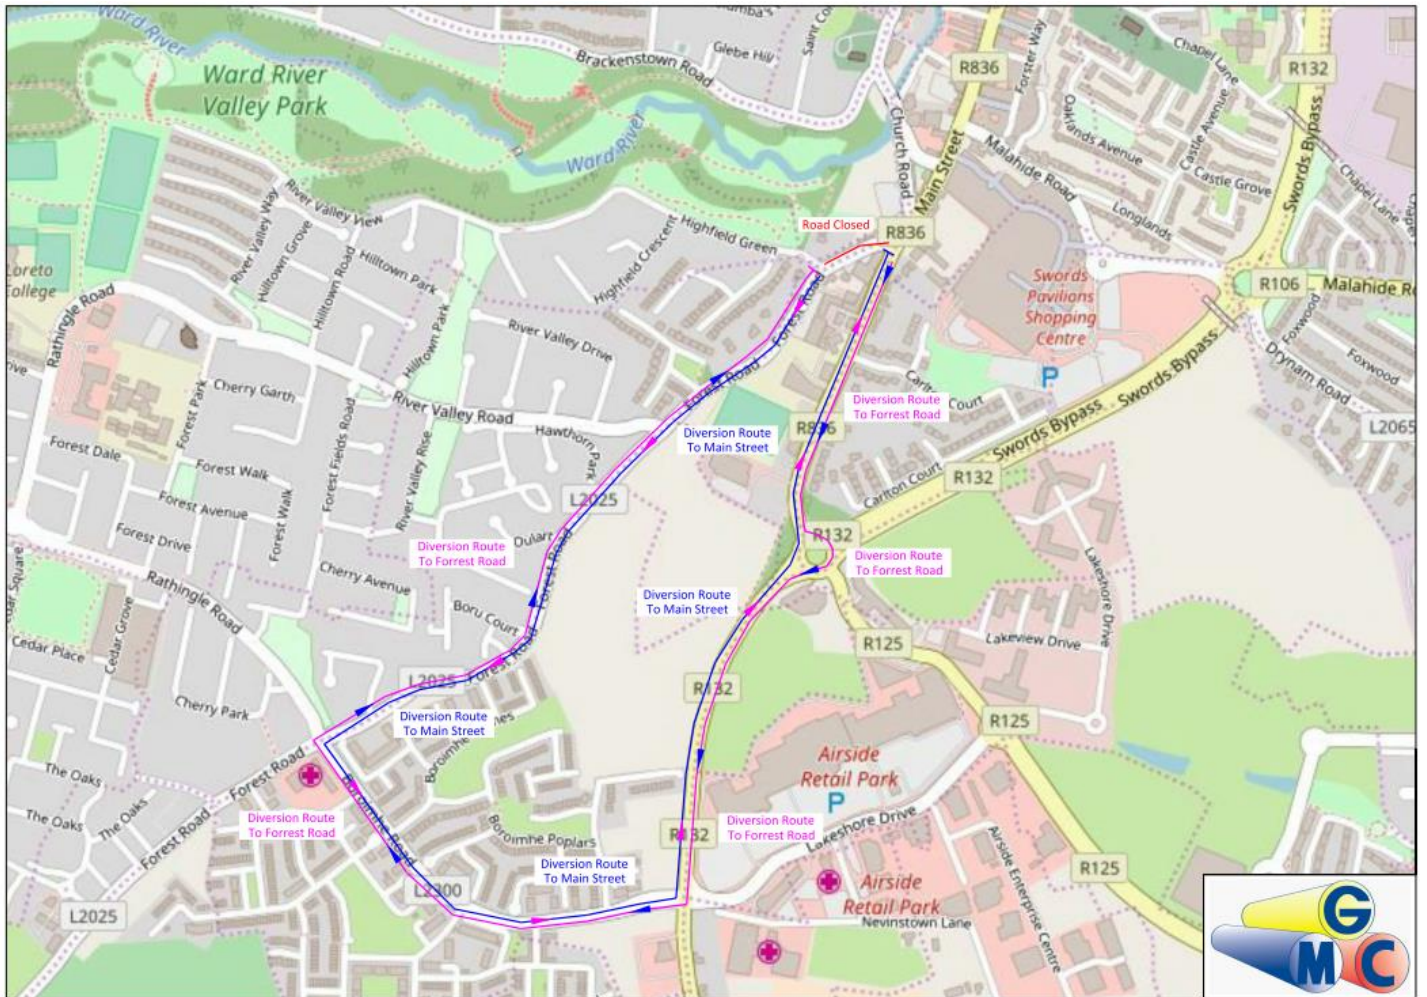 Ward River
Ward River
Valley Park
Ward River
Brackenstown Road
Glebe Hill
R836
Forster Way
Chapel Lane
R132
Oaklands Avenue
Castle Avenue
Castle Grove
Swords Bypass
Chapel Lane
Church Road
Main Street
Malahide Road
Longlands
River Valley View
River Valley Way
Hilltown Grove
Hilltown Road
Hilltown Park
Hilltown Park
Highfield Crescent
Highfield Green
Road Closed
R836
Loreto
College
Rathingle Road
Swords
Pavilions
Shopping
Centre
P
R106
Malahide Ro
Foxwood
Foxwood
Drynam Road
L2065
River Valley Drive
River Valley Road
Forest Road
Forest Road
Cherry Garth
Forest Park
Forest Dale
Forest Walk
Forest Walk
Forest Avenue
Forest Drive
Forest Fields Road
River Valley Rise
Hawthorn
Park
Diversion Route
To Main Street
Carlton Court
Diversion Route
To Forrest Road
R836
Swords Bypass
Swords Bypass
Carlton Court
R132
L2025
Oulart
Forest Road
Diversion Route
To Forrest Road
R132
Diversion Route
To Forrest Road
Diversion Route
To Main Street
Lakeshore Drive
Lakeview Drive
R125
Rathingle Road
Cherry Avenue
Boru Court
Forest Road
L2025
Cedar Square
Cedar Place
Cedar Grove
Cherry Park
R132
R125
Diversion Route
To Main Street
Forest Road
Forest Road
The Oaks
The Oaks
The Oaks
Boroimhe Road
Boroimhe Poplars
Diversion Route
To Forrest Road
Diversion Route
To Main Street
L2300
L2025
Airside
Retail Park
P
R132
Diversion Route
To Forrest Road
Lakeshore Drive
Airside
Retail Park
Nevinstown Lane
Airside Enterprise Centre
R125
G
M C